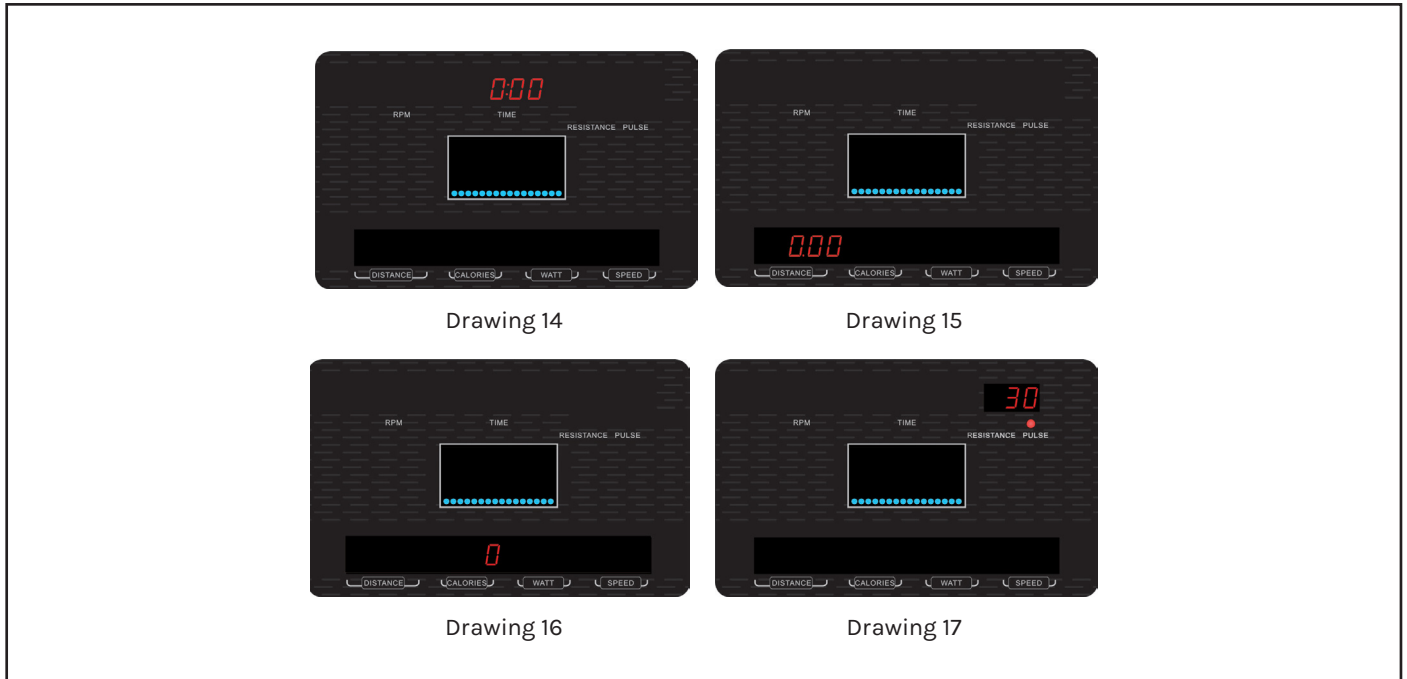 0:00
RPM TIME
RESISTANCE PULSE
DISTANCE CALORIES WATT SPEED
Drawing 14
RPM TIME
RESISTANCE PULSE
0.00
DISTANCE CALORIES WATT SPEED
Drawing 15
RPM TIME
RESISTANCE PULSE
0
DISTANCE CALORIES WATT SPEED
Drawing 16
30
RPM TIME
RESISTANCE PULSE
DISTANCE CALORIES WATT SPEED
Drawing 17